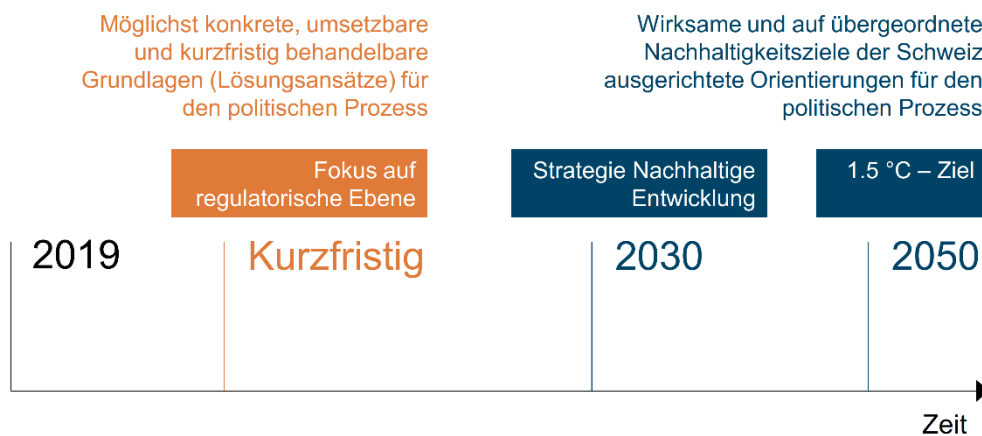 Möglichst konkrete, umsetzbare
und kurzfristig behandelbare
Grundlagen (Lösungsansätze) für
den politischen Prozess
Wirksame und auf übergeordnete
Nachhaltigkeitsziele der Schweiz
ausgerichtete Orientierungen für den
politischen Prozess
Fokus auf
regulatorische Ebene
Strategie Nachhaltige
Entwicklung
1.5 °C – Ziel
2019
Kurzfristig
2030
2050
Zeit